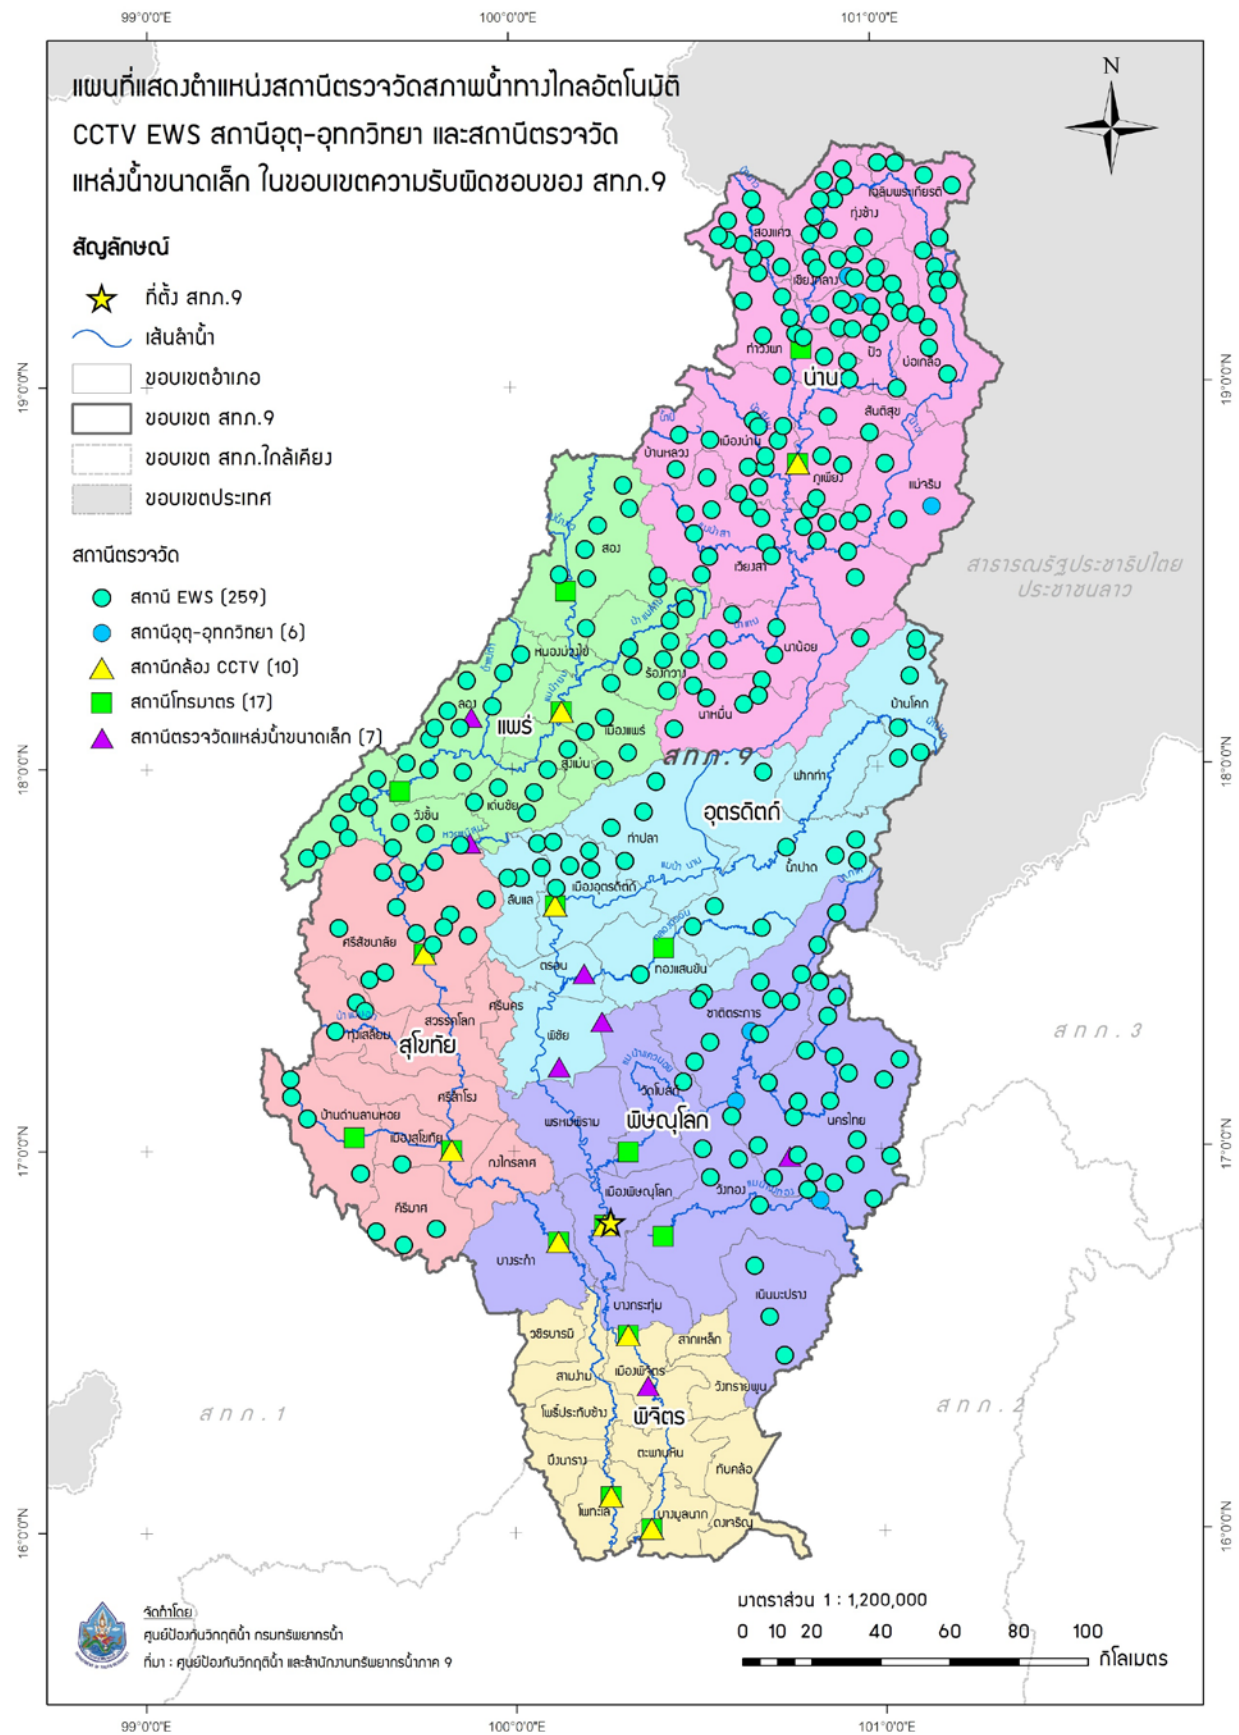 99°0'0"E
100°0'0"E
101°0'0"E
แผนที่แสดงตำแหน่งสถานีตรวจวัดสภาพน้ำทางไกลอัตโนมัติ
CCTV EWS สถานีอุตุ-อุทกวิทยา และสถานีตรวจวัด
แหล่งน้ำขนาดเล็ก ในขอบเขตความรับผิดชอบของ สทภ.9
N
สัญลักษณ์
ที่ตั้ง สทภ.9
เส้นลำน้ำ
ขอบเขตอำเภอ
ขอบเขต สทภ.9
ขอบเขต สทภ.ใกล้เคียง
ขอบเขตประเทศ
สถานีตรวจวัด
สถานี EWS (259)
สถานีอุตุ-อุทกวิทยา (6)
สถานีกล้อง CCTV (10)
สถานีโทรมาตร (17)
สถานีตรวจวัดแหล่งน้ำขนาดเล็ก (7)
เฉลิมพระเกียรติ
ทุ่งช้าง
สองแคว
เชียงกลาง
ท่าวังผา
ปัว
บ่อเกลือ
น่าน
สันติสุข
เมืองน่าน
บ้านหลวง
ภูเพียง
แม่จริม
เวียงสา
นาน้อย
นาหมื่น
สาธารณรัฐประชาธิปไตย
ประชาชนลาว
สอง
หนองม่วงไข่
ร้องกวาง
ลอง
แพร่
เมืองแพร่
สูงเม่น
เด่นชัย
วังชิ้น
สทภ.9
บ้านโคก
ฟากท่า
อุตรดิตถ์
ท่าปลา
น้ำปาด
แม่น้ำ น่าน
เมืองอุตรดิตถ์
ลับแล
ตรอน
ทองแสนขัน
พิชัย
ศรีสัชนาลัย
ศรีนคร
สวรรคโลก
ทุ่งเสลี่ยม
สุโขทัย
ศรีสำโรง
บ้านด่านลานหอย
เมืองสุโขทัย
กงไกรลาศ
คีรีมาศ
ชาติตระการ
วัดโบสถ์
พรหมพิราม
พิษณุโลก
นครไทย
เมืองพิษณุโลก
วังทอง
บางระกำ
บางกระทุ่ม
เนินมะปราง
วชิรบารมี
สากเหล็ก
สามง่าม
เมืองพิจิตร
วังทรายพูน
โพธิ์ประทับช้าง
พิจิตร
ตะพานหิน
บึงนาราง
ทับคล้อ
โพทะเล
บางมูลนาก
ดงเจริญ
สทภ.3
สทภ.1
สทภ.2
19°0'0"N
18°0'0"N
17°0'0"N
16°0'0"N
19°0'0"N
18°0'0"N
17°0'0"N
16°0'0"N
จัดทำโดย
ศูนย์ป้องกันวิกฤติน้ำ กรมทรัพยากรน้ำ
ที่มา : ศูนย์ป้องกันวิกฤติน้ำ และสำนักงานทรัพยากรน้ำภาค 9
มาตราส่วน 1 : 1,200,000
0 10 20 40 60 80 100
กิโลเมตร
99°0'0"E
100°0'0"E
101°0'0"E